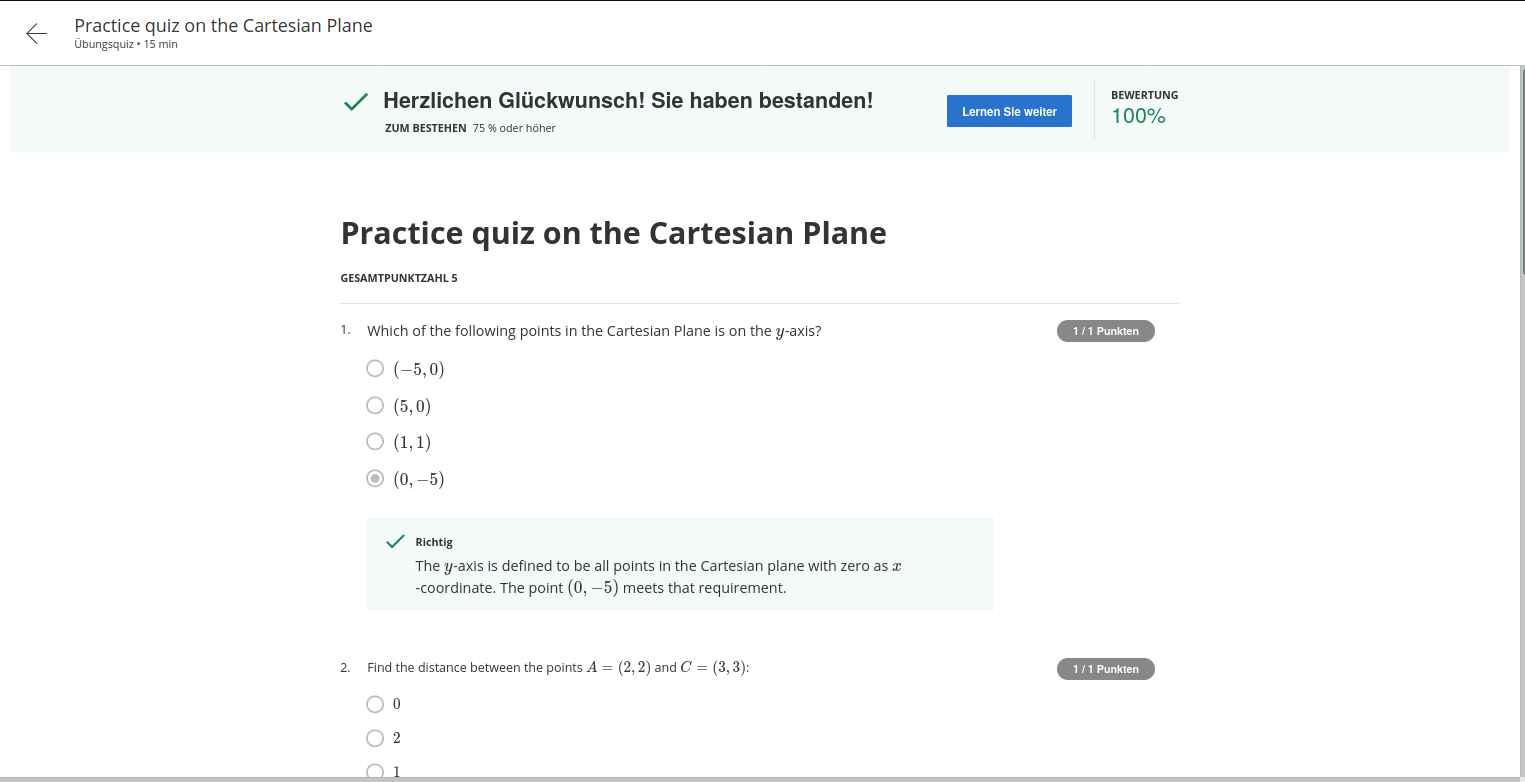 Practice quiz on the Cartesian Plane
Übungsquiz • 15 min
Herzlichen Glückwunsch! Sie haben bestanden!
ZUM BESTEHEN 75 % oder höher
Lernen Sie weiter
BEWERTUNG
100%
Practice quiz on the Cartesian Plane
GESAMTPUNKTZAHL 5
1. Which of the following points in the Cartesian Plane is on the y-axis?
1 / 1 Punkten
(−5, 0)
(5, 0)
(1, 1)
(0, −5)
Richtig
The y-axis is defined to be all points in the Cartesian plane with zero as x
-coordinate. The point (0, −5) meets that requirement.
2. Find the distance between the points A = (2, 2) and C = (3, 3):
1 / 1 Punkten
0
2
1